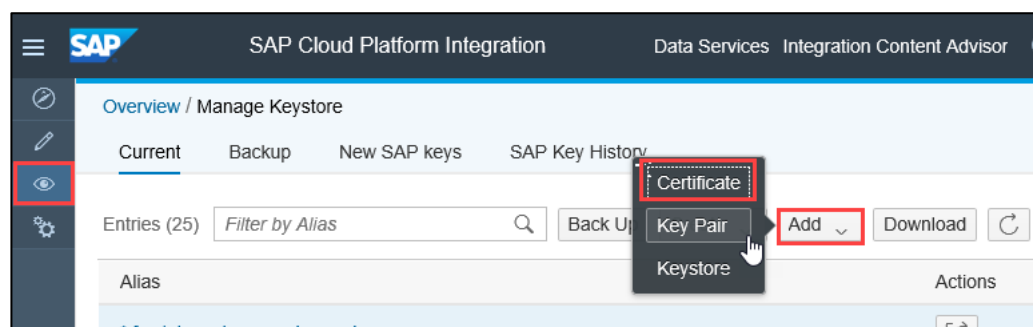 SAP SAP Cloud Platform Integration Data Services Integration Content Advisor
Overview / Manage Keystore
Current Backup New SAP keys SAP Key History
Certificate
Entries (25) Filter by Alias Back Key Pair Add Download
Keystore
Alias Actions